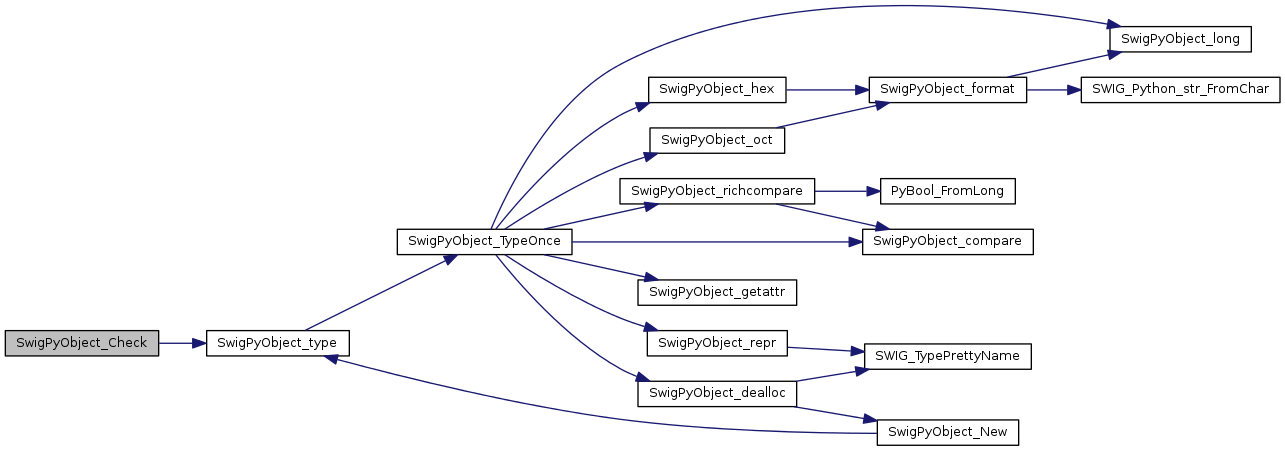 SwigPyObject_long
SwigPyObject_hex
SwigPyObject_format
SWIG_Python_str_FromChar
SwigPyObject_oct
SwigPyObject_richcompare
PyBool_FromLong
SwigPyObject_TypeOnce
SwigPyObject_compare
SwigPyObject_getattr
SwigPyObject_Check
SwigPyObject_type
SwigPyObject_repr
SWIG_TypePrettyName
SwigPyObject_dealloc
SwigPyObject_New